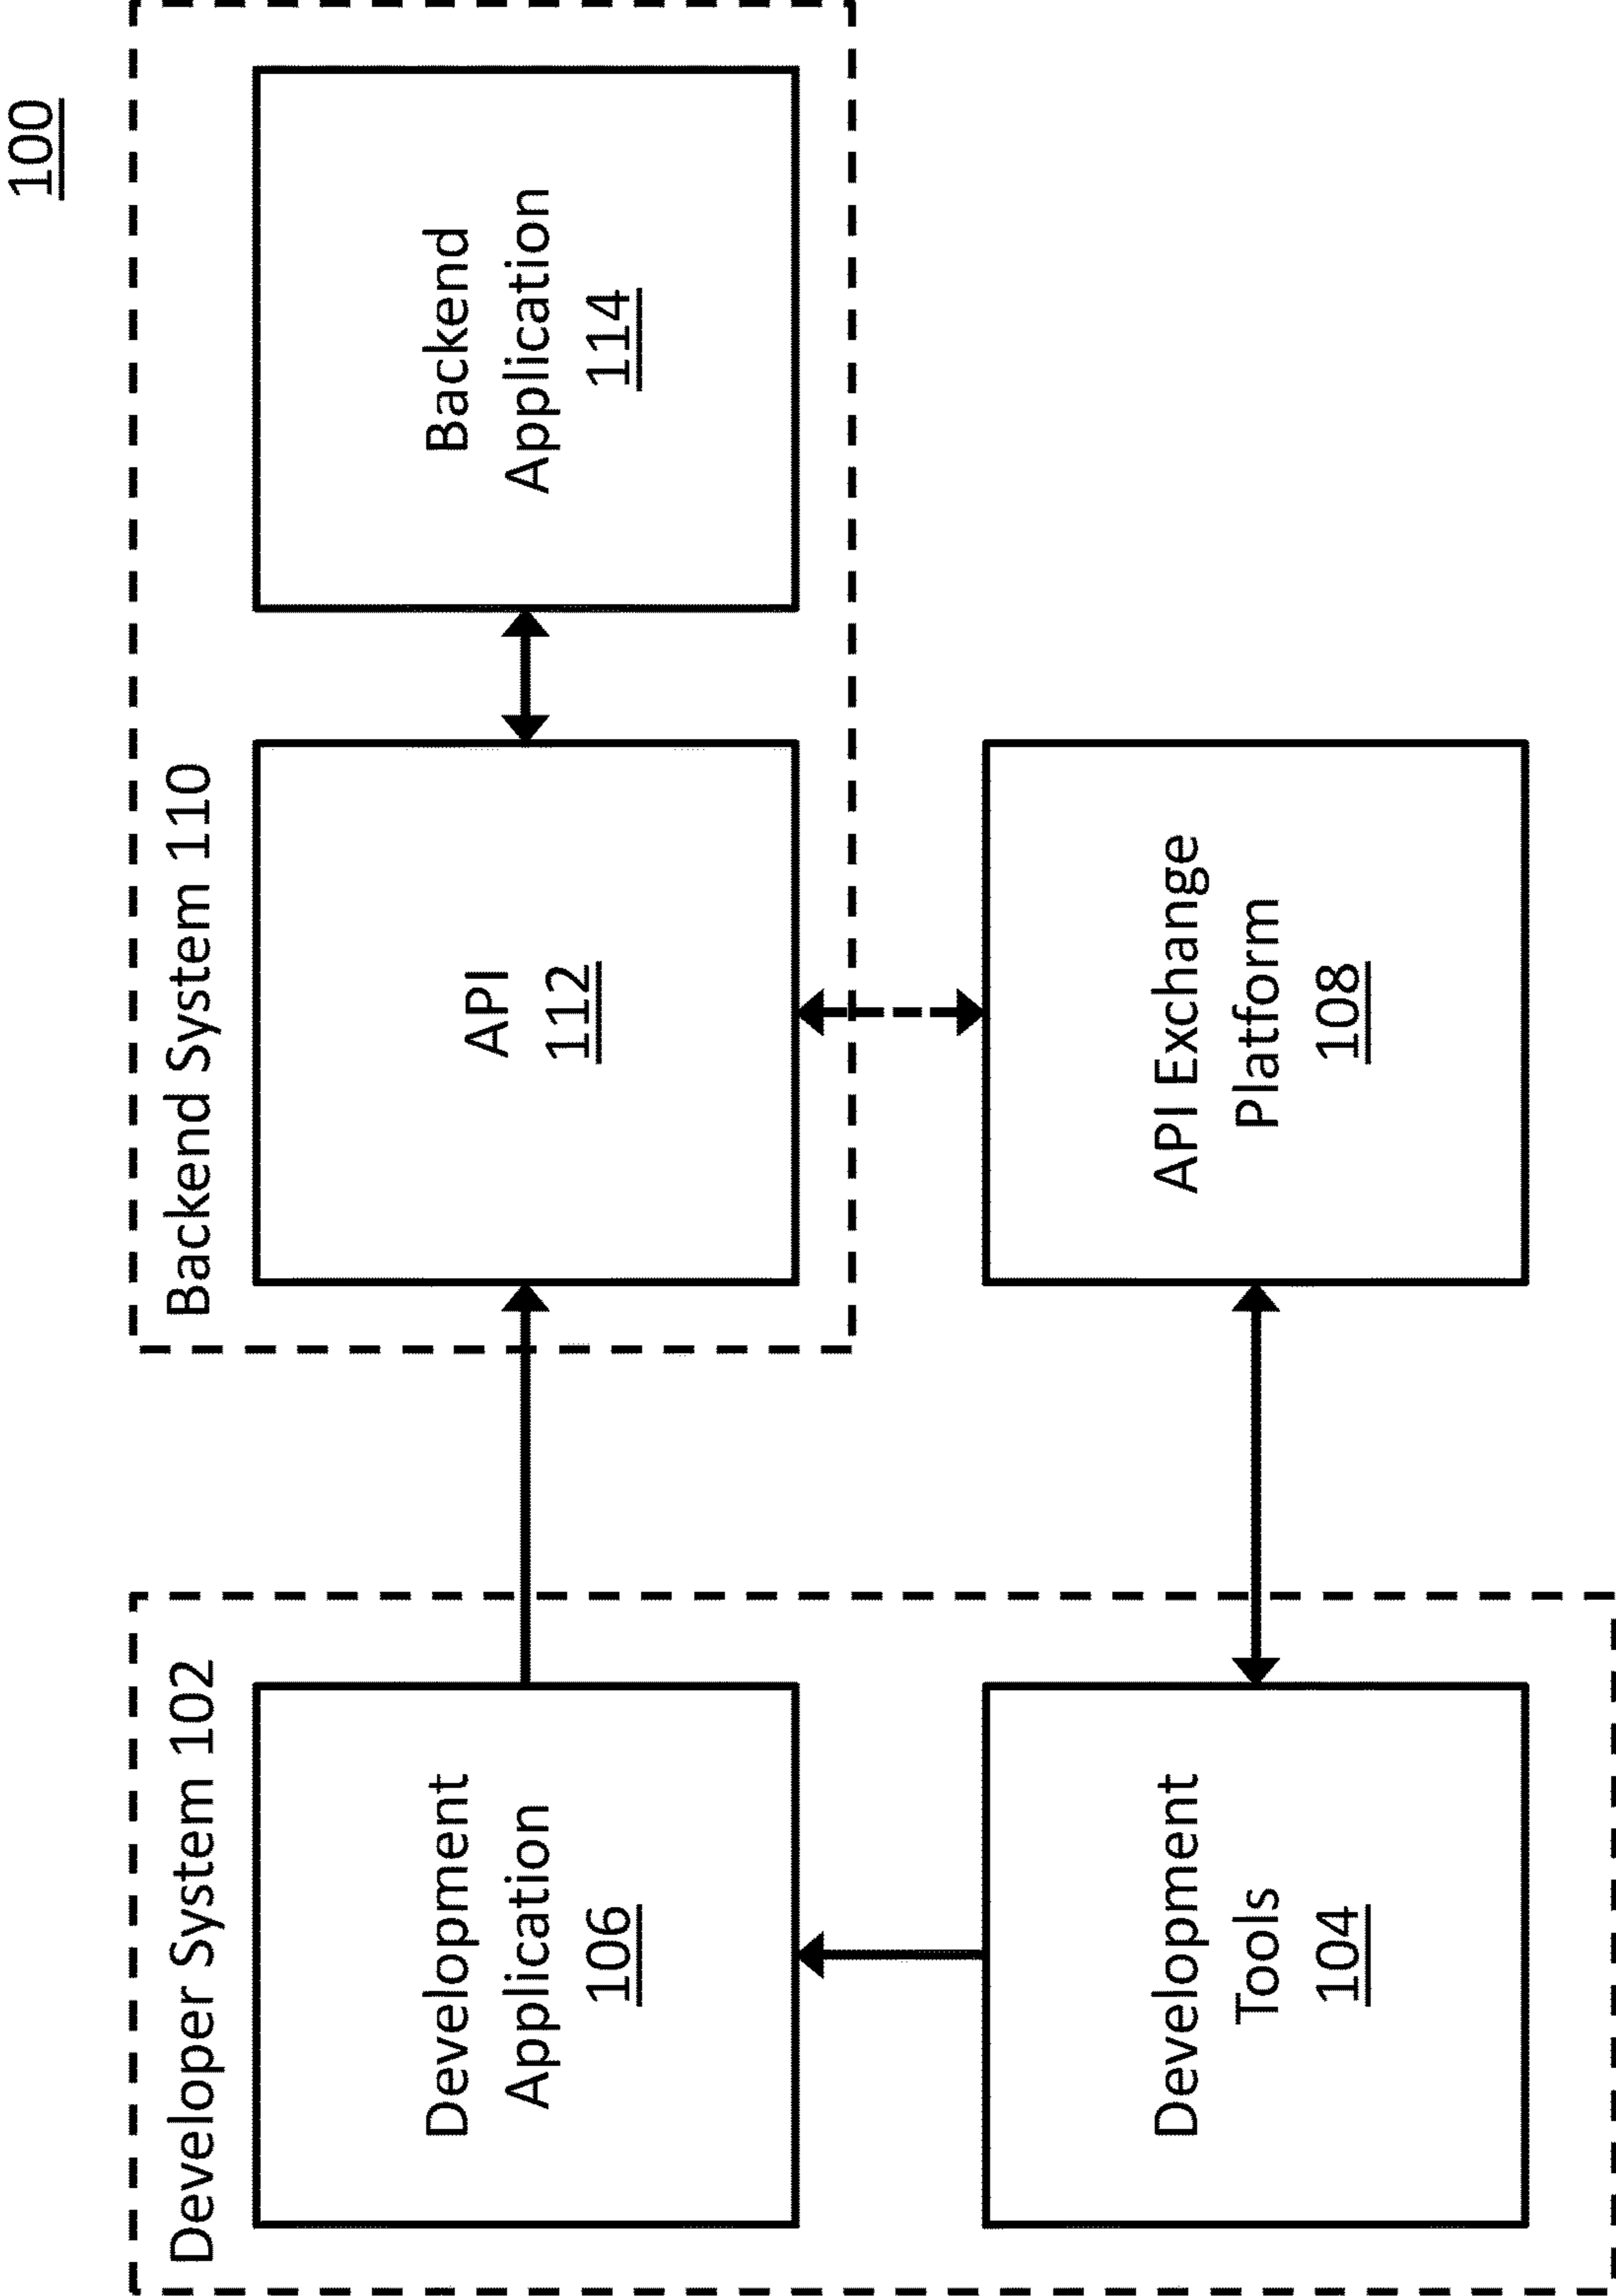 100
Developer System 102
Development
Application
106
Development
Tools
104
Backend System 110
API
112
Backend
Application
114
API Exchange
Platform
108